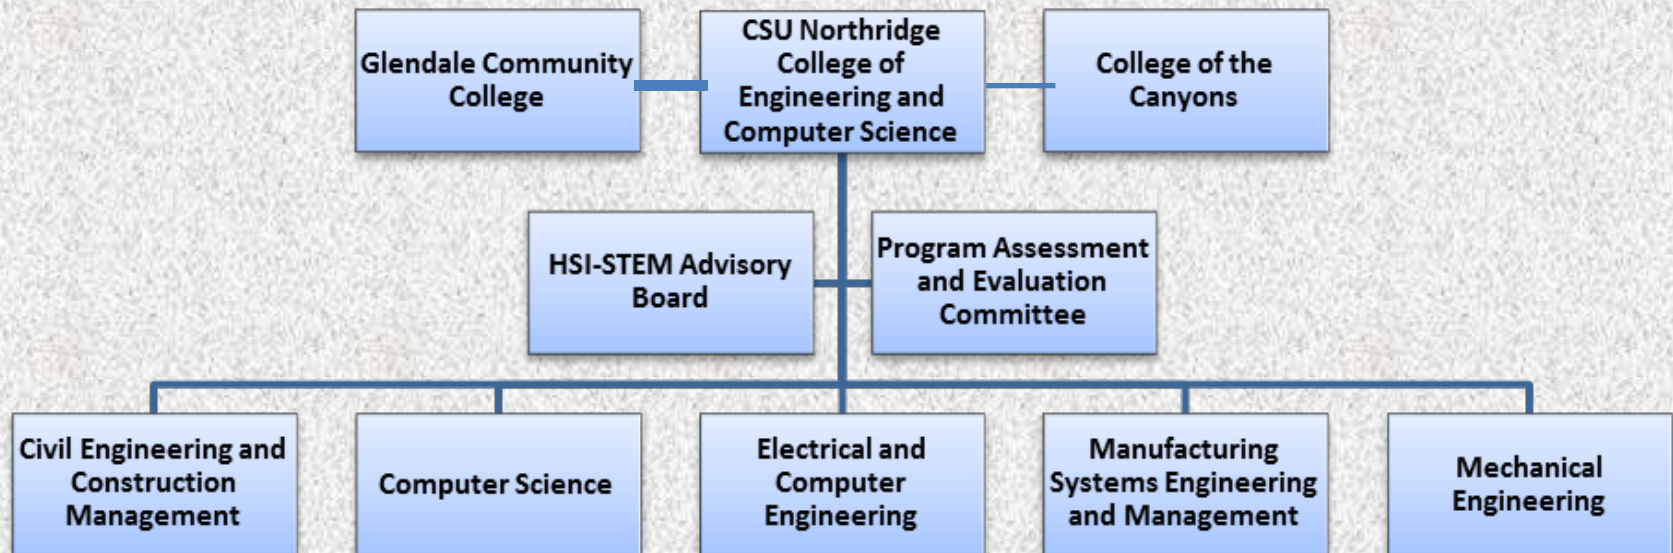 Glendale Community
College
CSU Northridge
College of
Engineering and
Computer Science
College of the
Canyons
HSI-STEM Advisory
Board
Program Assessment
and Evaluation
Committee
Civil Engineering and
Construction
Management
Computer Science
Electrical and
Computer
Engineering
Manufacturing
Systems Engineering
and Management
Mechanical
Engineering